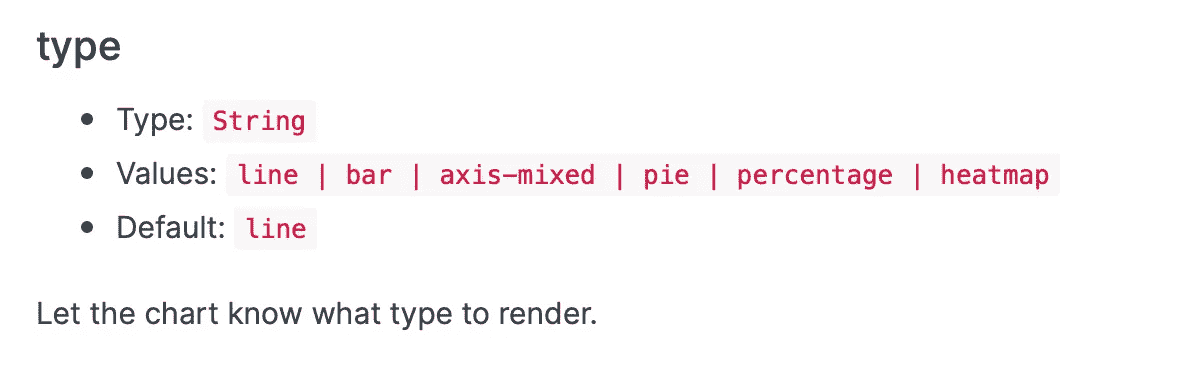 type
• Type: String
• Values: line | bar | axis-mixed | pie | percentage | heatmap
• Default: line
Let the chart know what type to render.